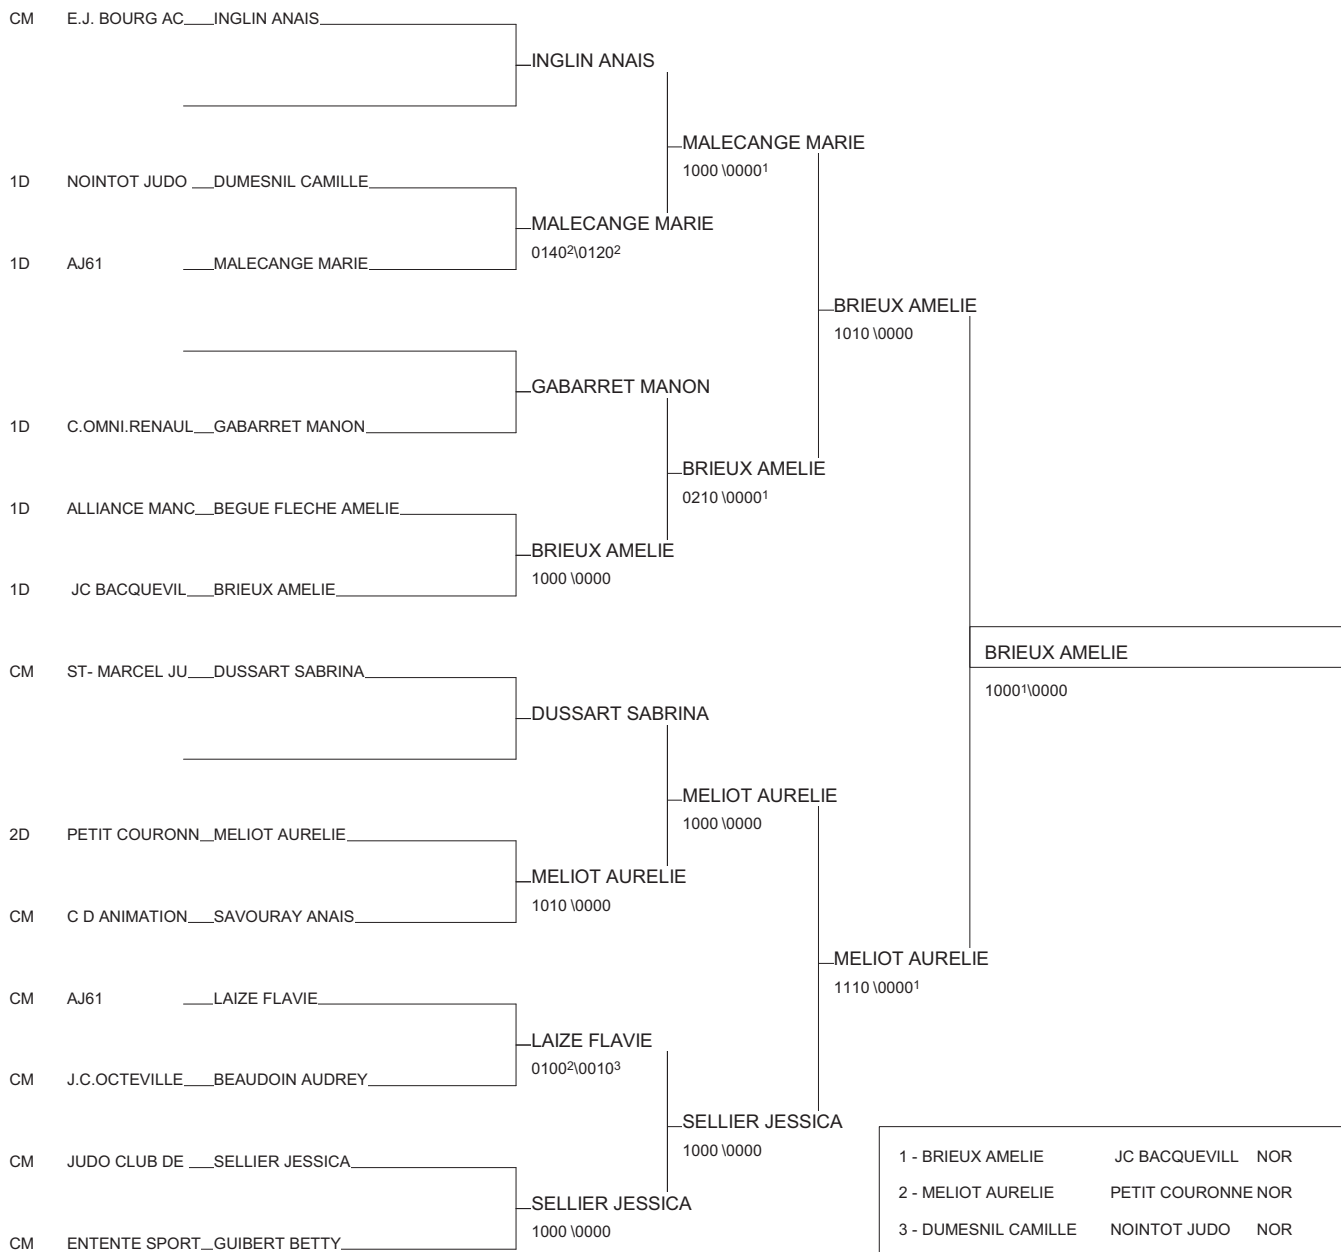 CM E.J. BOURG AC INGLIN ANAIS
INGLIN ANAIS
MALECANGE MARIE
1000 \0000¹
1D NOINTOT JUDO DUMESNIL CAMILLE
MALECANGE MARIE
0140²\0120²
1D AJ61 MALECANGE MARIE
BRIEUX AMELIE
1010 \0000
GABARRET MANON
1D C.OMNI.RENAUL GABARRET MANON
BRIEUX AMELIE
0210 \0000¹
1D ALLIANCE MANC BEGUE FLECHE AMELIE
BRIEUX AMELIE
1000 \0000
1D JC BACQUEVIL BRIEUX AMELIE
BRIEUX AMELIE
1000¹\0000
CM ST- MARCEL JU DUSSART SABRINA
DUSSART SABRINA
MELIOT AURELIE
1000 \0000
2D PETIT COURONN MELIOT AURELIE
MELIOT AURELIE
1010 \0000
CM C D ANIMATION SAVOURAY ANAIS
MELIOT AURELIE
1110 \0000¹
CM AJ61 LAIZE FLAVIE
LAIZE FLAVIE
0100²\0010³
CM J.C.OCTEVILLE BEAUDOIN AUDREY
SELLIER JESSICA
1000 \0000
CM JUDO CLUB DE SELLIER JESSICA
SELLIER JESSICA
1000 \0000
CM ENTENTE SPORT GUIBERT BETTY
1 - BRIEUX AMELIE JC BACQUEVILL NOR
2 - MELIOT AURELIE PETIT COURONNE NOR
3 - DUMESNIL CAMILLE NOINTOT JUDO NOR